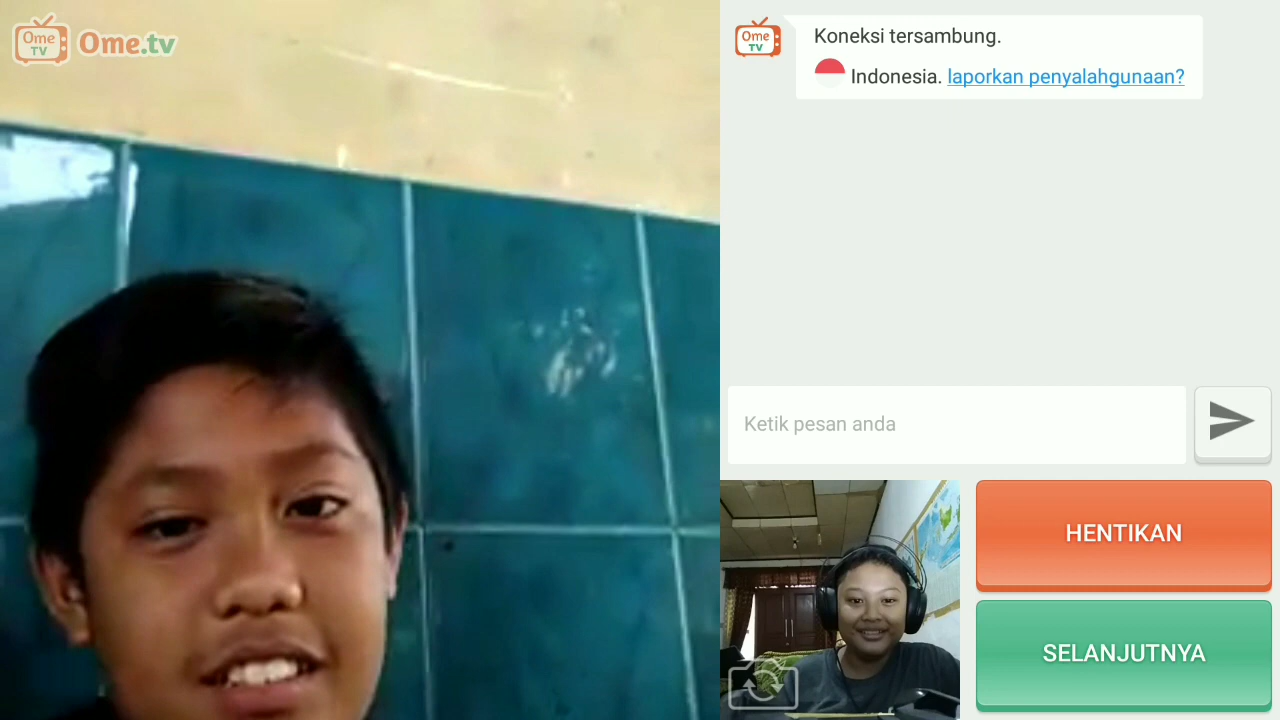 Ome TV Ome.tv
Ome TV
Koneksi tersambung.
Indonesia. laporkan penyalahgunaan?
Ketik pesan anda
HENTIKAN
SELANJUTNYA